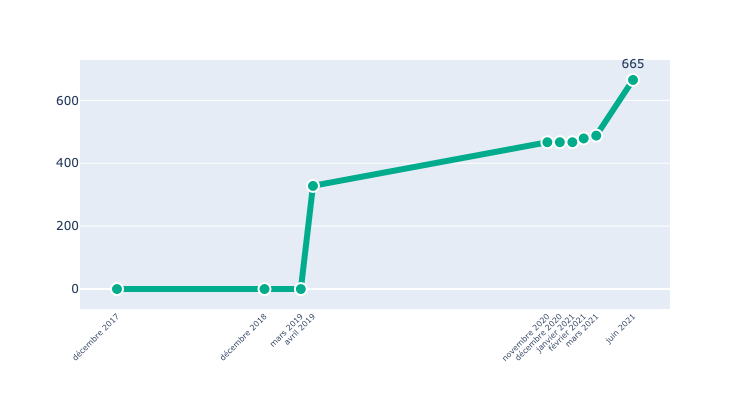 665
600
400
200
0
décembre 2017
décembre 2018
mars 2019
avril 2019
novembre 2020
décembre 2020
janvier 2021
février 2021
mars 2021
juin 2021